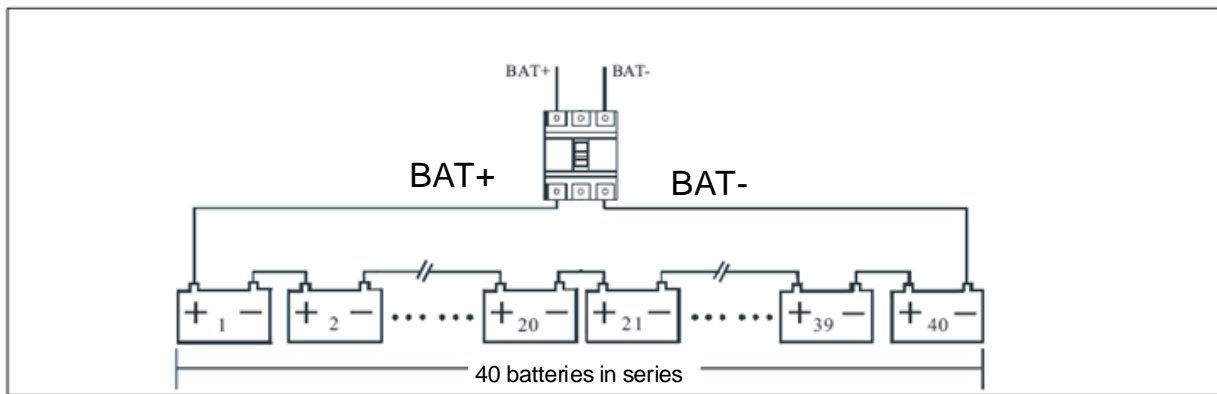 BAT+ BAT-
BAT+ BAT-
+ 1 - + 2 - + 20 - + 21 - + 39 - + 40 -
40 batteries in series